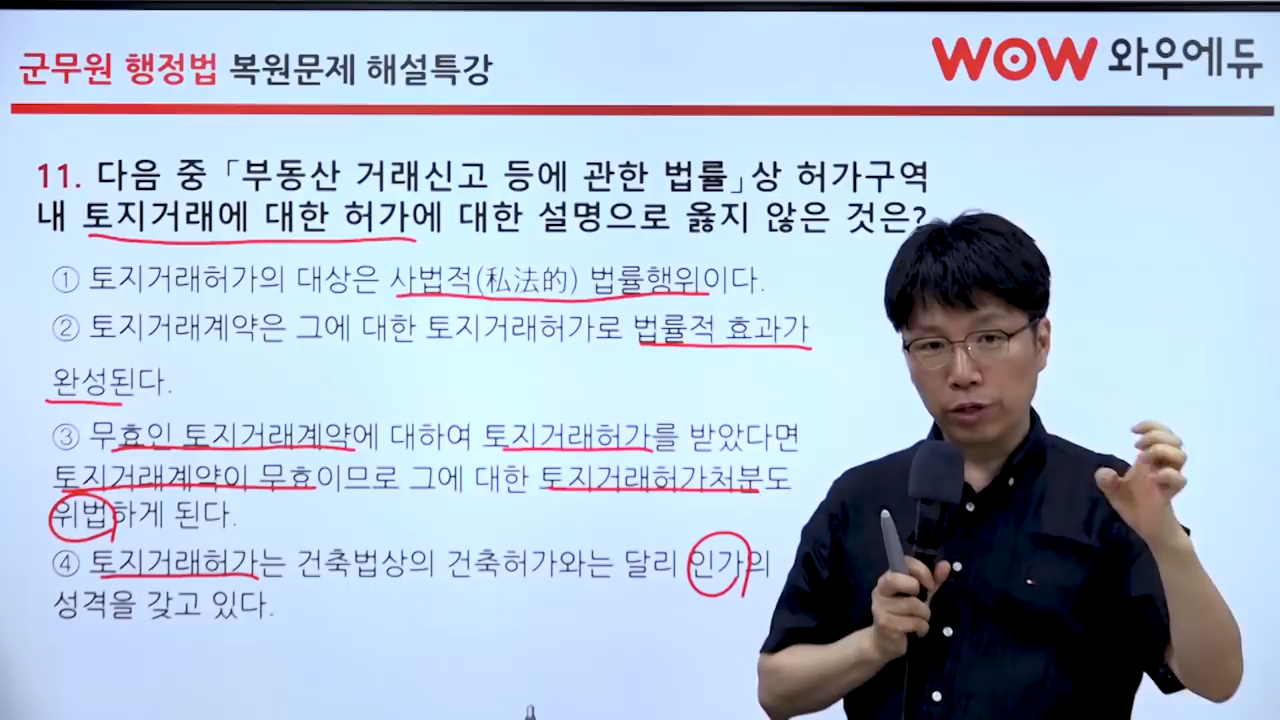 군무원 행정법 복원문제 해설특강
WOW 와우에듀
11. 다음 중 「부동산 거래신고 등에 관한 법률」상 허가구역
내 토지거래에 대한 허가에 대한 설명으로 옳지 않은 것은?
① 토지거래허가의 대상은 사법적(私法的) 법률행위이다.
② 토지거래계약은 그에 대한 토지거래허가로 법률적 효과가
완성된다.
③ 무효인 토지거래계약에 대하여 토지거래허가를 받았다면
토지거래계약이 무효이므로 그에 대한 토지거래허가처분도
위법하게 된다.
④ 토지거래허가는 건축법상의 건축허가와는 달리 인가의
성격을 갖고 있다.